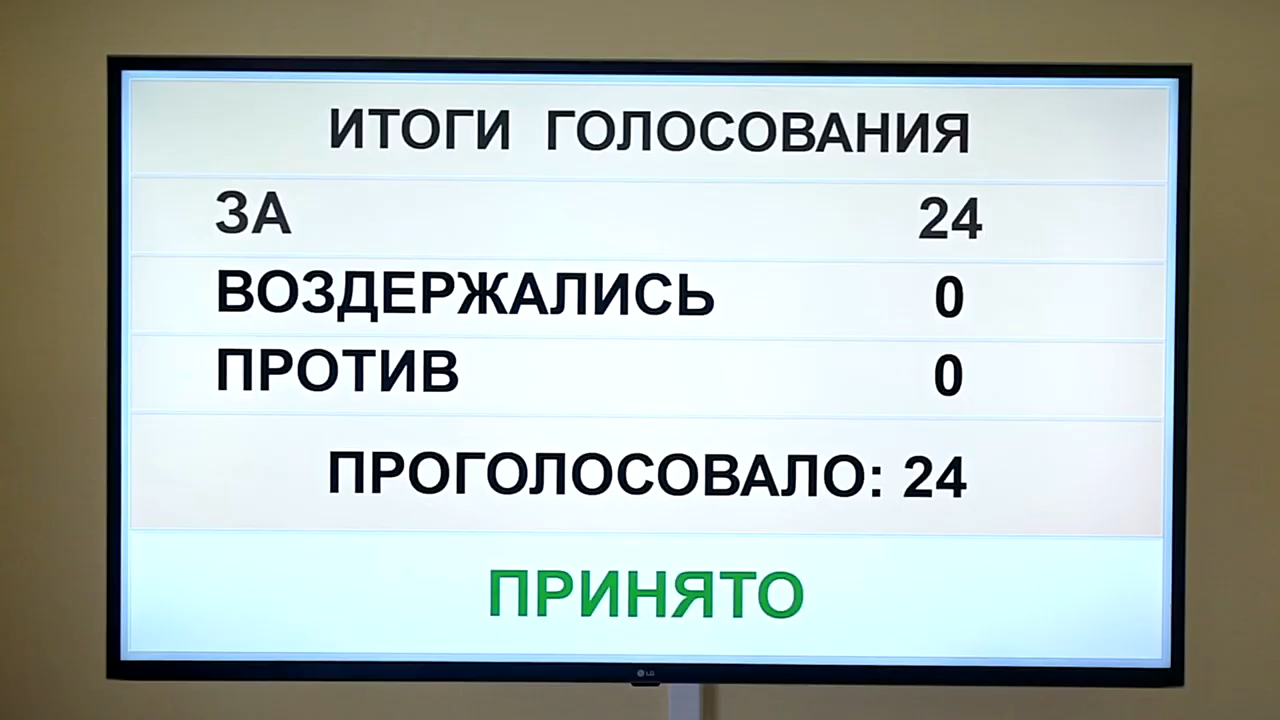 ИТОГИ ГОЛОСОВАНИЯ
ЗА 24
ВОЗДЕРЖАЛИСЬ 0
ПРОТИВ 0
ПРОГОЛОСОВАЛО: 24
ПРИНЯТО
LG